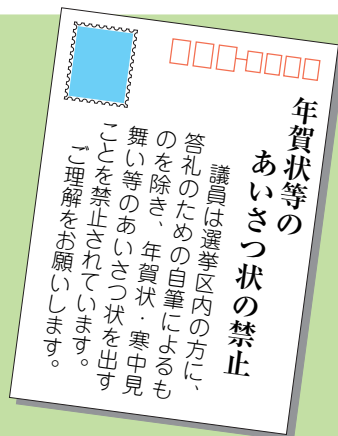 年賀状等の
あいさつ状の禁止
議員は選挙区内の方に、
答礼のための自筆によるも
のを除き、年賀状・寒中見
舞い等のあいさつ状を出す
ことを禁止されています。
ご理解をお願いします。